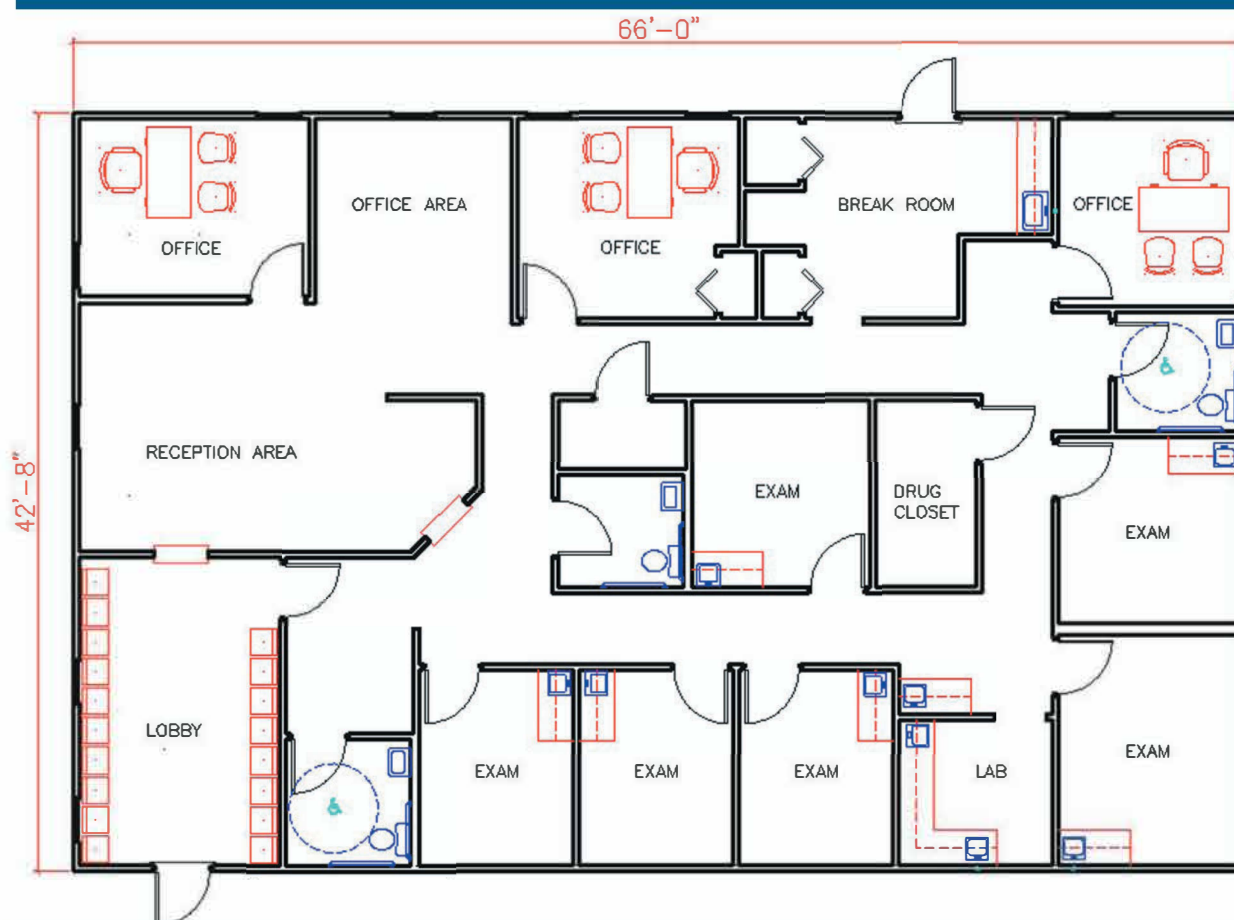 66'-0"
OFFICE AREA
BREAK ROOM
OFFICE
OFFICE
OFFICE
42'-8"
RECEPTION AREA
EXAM
DRUG
CLOSET
EXAM
LOBBY
EXAM
EXAM
EXAM
LAB
EXAM